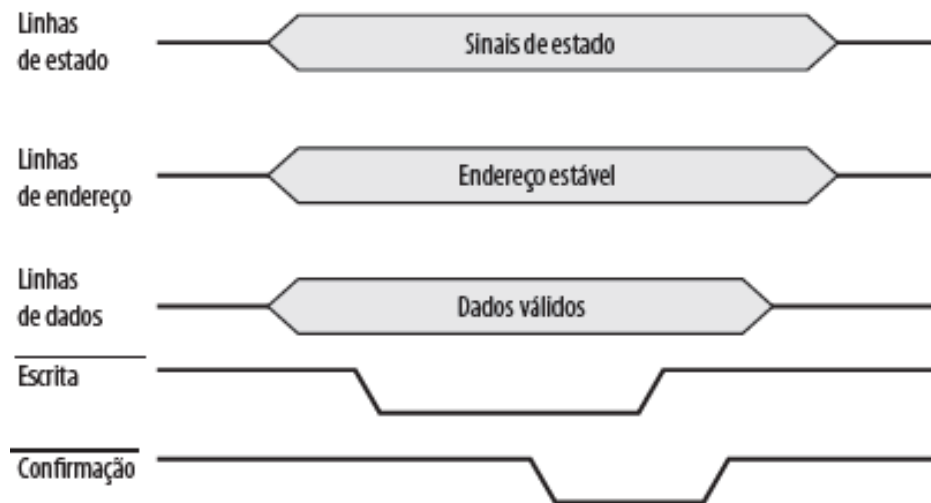 Linhas
de estado
Sinais de estado
Linhas
de endereço
Endereço estável
Linhas
de dados
Dados válidos
Escrita
Confirmação